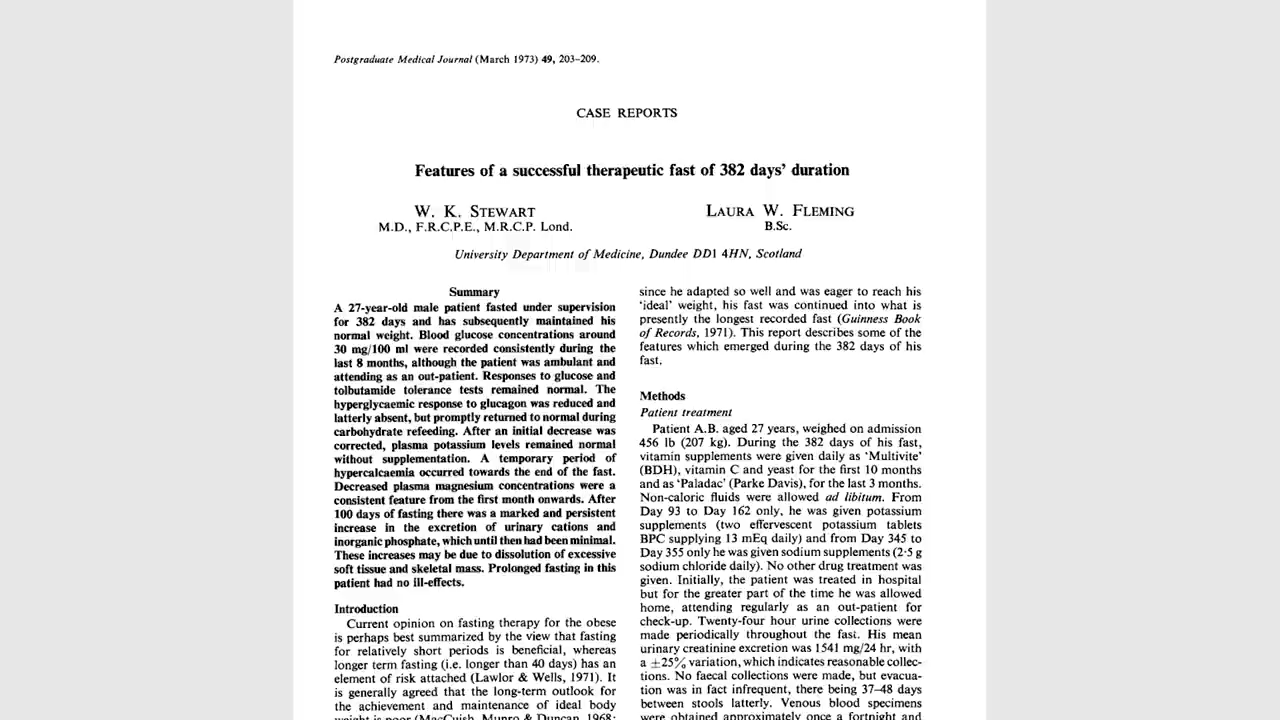 Postgraduate Medical Journal (March 1973) 49, 203–209.
CASE REPORTS
Features of a successful therapeutic fast of 382 days' duration
W. K. STEWART
M.D., F.R.C.P.E., M.R.C.P. Lond.
LAURA W. FLEMING
B.Sc.
University Department of Medicine, Dundee DD1 4HN, Scotland
Summary
A 27-year-old male patient fasted under supervision
for 382 days and has subsequently maintained his
normal weight. Blood glucose concentrations around
30 mg/100 ml were recorded consistently during the
last 8 months, although the patient was ambulant and
attending as an out-patient. Responses to glucose and
tolbutamide tolerance tests remained normal. The
hyperglycaemic response to glucagon was reduced and
latterly absent, but promptly returned to normal during
carbohydrate refeeding. After an initial decrease was
corrected, plasma potassium levels remained normal
without supplementation. A temporary period of
hypercalcaemia occurred towards the end of the fast.
Decreased plasma magnesium concentrations were a
consistent feature from the first month onwards. After
100 days of fasting there was a marked and persistent
increase in the excretion of urinary cations and
inorganic phosphate, which until then had been minimal.
These increases may be due to dissolution of excessive
soft tissue and skeletal mass. Prolonged fasting in this
patient had no ill-effects.
Introduction
Current opinion on fasting therapy for the obese
is perhaps best summarized by the view that fasting
for relatively short periods is beneficial, whereas
longer term fasting (i.e. longer than 40 days) has an
element of risk attached (Lawlor & Wells, 1971). It
is generally agreed that the long-term outlook for
the achievement and maintenance of ideal body
weight is poor (MacCuish, Munro & Duncan, 1968;
since he adapted so well and was eager to reach his
'ideal' weight, his fast was continued into what is
presently the longest recorded fast (Guinness Book
of Records, 1971). This report describes some of the
features which emerged during the 382 days of his
fast.
Methods
Patient treatment
Patient A.B. aged 27 years, weighed on admission
456 lb (207 kg). During the 382 days of his fast,
vitamin supplements were given daily as 'Multivite'
(BDH), vitamin C and yeast for the first 10 months
and as 'Paladac' (Parke Davis), for the last 3 months.
Non-caloric fluids were allowed ad libitum. From
Day 93 to Day 162 only, he was given potassium
supplements (two effervescent potassium tablets
BPC supplying 13 mEq daily) and from Day 345 to
Day 355 only he was given sodium supplements (2·5 g
sodium chloride daily). No other drug treatment was
given. Initially, the patient was treated in hospital
but for the greater part of the time he was allowed
home, attending regularly as an out-patient for
check-up. Twenty-four hour urine collections were
made periodically throughout the fast. His mean
urinary creatinine excretion was 1541 mg/24 hr, with
a ±25% variation, which indicates reasonable collec-
tions. No faecal collections were made, but evacua-
tion was in fact infrequent, there being 37–48 days
between stools latterly. Venous blood specimens
were obtained approximately once a fortnight and